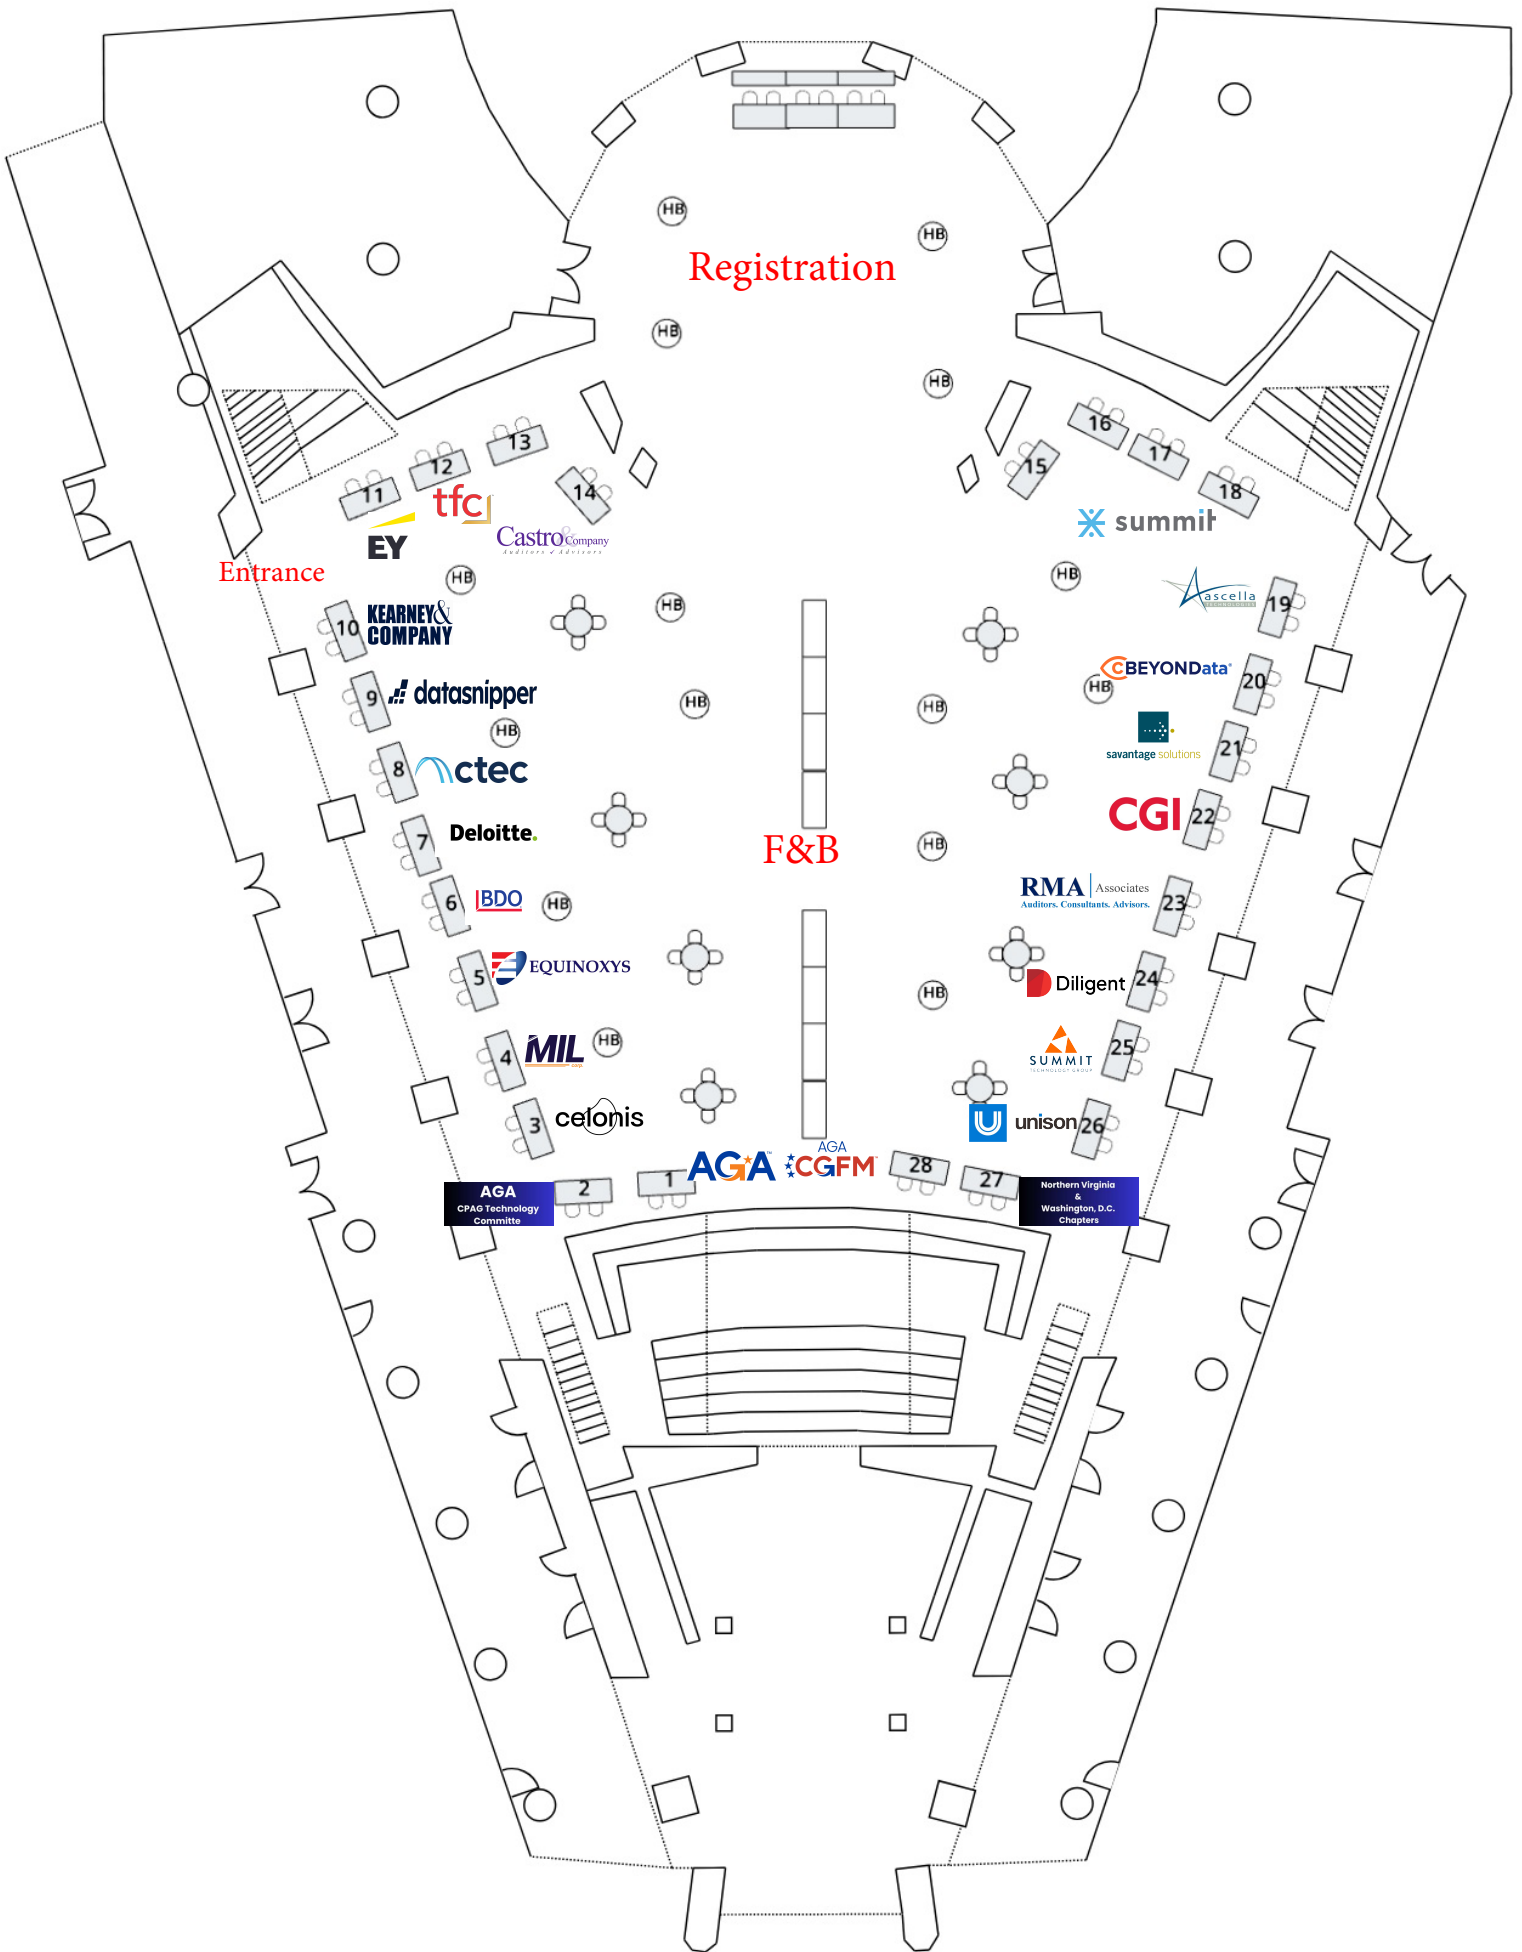 HB
HB
Registration
HB
HB
16
13
17
12
15
14
18
11
tfc
summit
EY
Castro & Company
Auditors ✓ Advisors
Entrance
HB
HB
ascella
TECHNOLOGIES
19
10
KEARNEY&
COMPANY
HB
CBEYONData
20
HB
9
datasnipper
HB
HB
HB
21
savantage solutions
8
ctec
CGI
22
7
Deloitte.
F&B
HB
RMA Associates
Auditors. Consultants. Advisors.
6
BDO
HB
23
5
EQUINOXYS
Diligent
24
HB
4
MIL
corp.
HB
SUMMIT
TECHNOLOGY GROUP
25
3
celonis
unison
26
AGA
AGA
CGFM
28
1
27
2
AGA
CPAG Technology
Committe
Northern Virginia
&
Washington, D.C.
Chapters